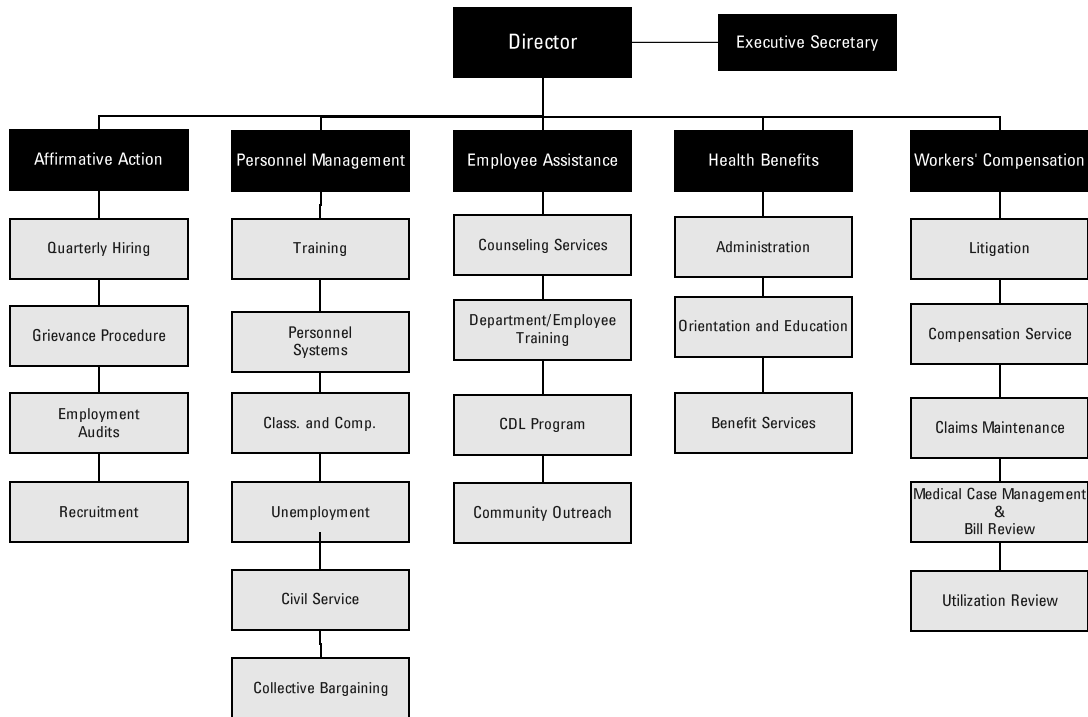 Director
Executive Secretary
Affirmative Action
Personnel Management
Employee Assistance
Health Benefits
Workers' Compensation
Quarterly Hiring
Grievance Procedure
Employment
Audits
Recruitment
Training
Personnel
Systems
Class. and Comp.
Unemployment
Civil Service
Collective Bargaining
Counseling Services
Department/Employee
Training
CDL Program
Community Outreach
Administration
Orientation and Education
Benefit Services
Litigation
Compensation Service
Claims Maintenance
Medical Case Management
&
Bill Review
Utilization Review